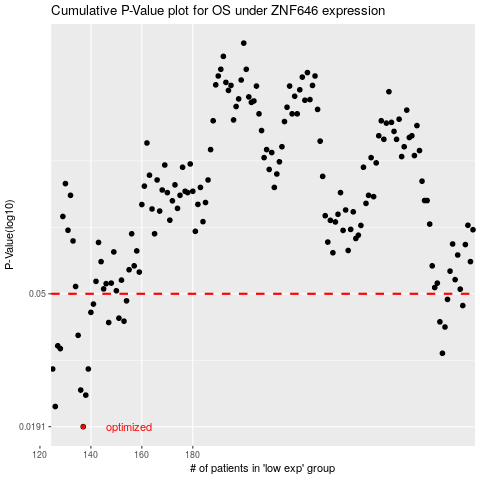 Cumulative P-Value plot for OS under ZNF646 expression
P-Value(log10)
0.05
0.0191
optimized
120 140 160 180
# of patients in 'low exp' group